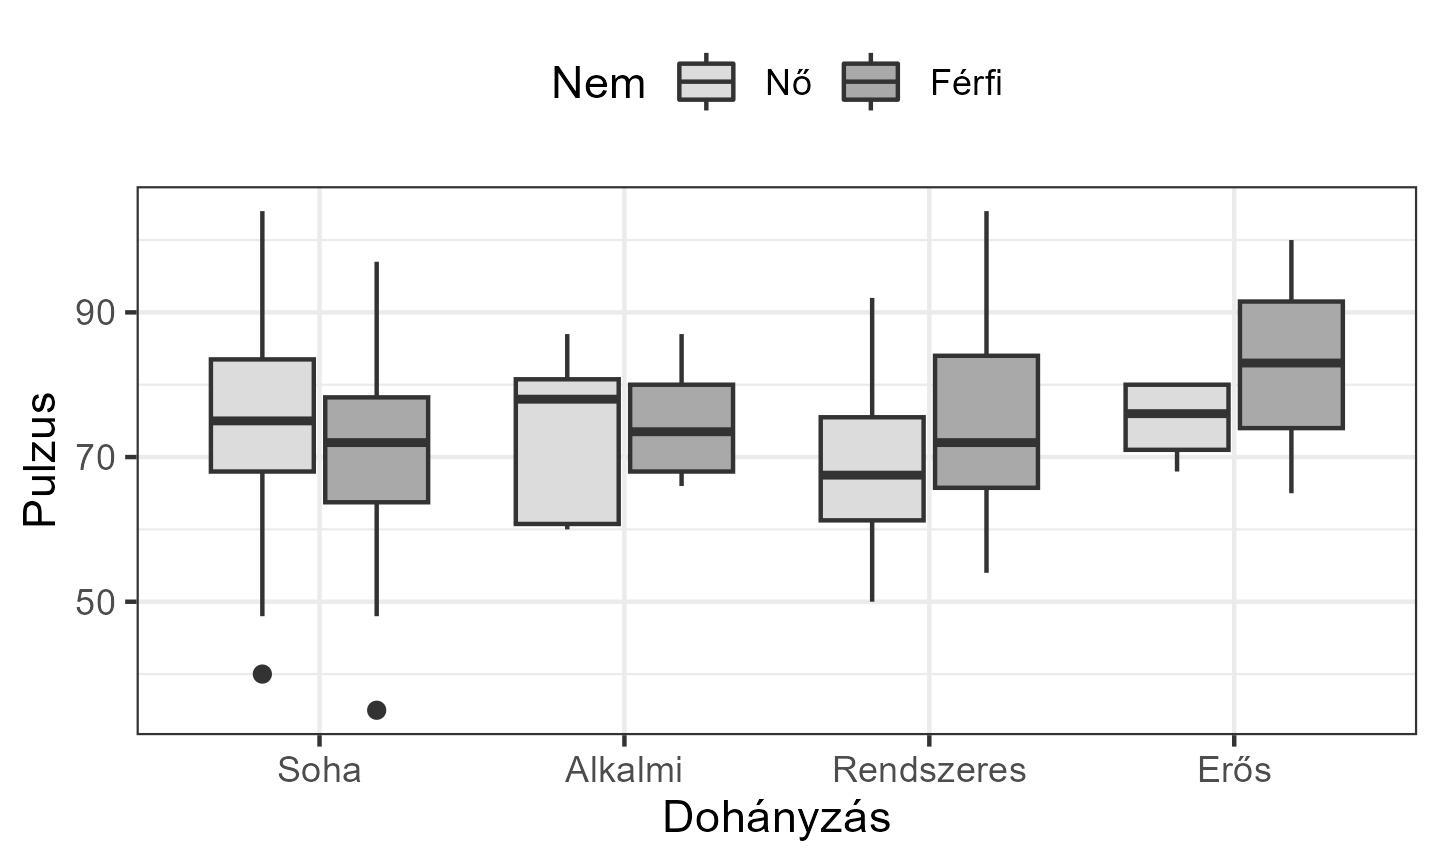 Nem Nő Férfi
Pulzus
90
70
50
Soha Alkalmi Rendszeres Erős
Dohányzás